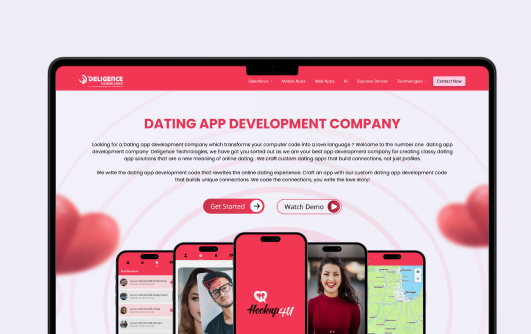 DELIGENCE
TECHNOLOGIES
Salesforce
Mobile Apps
Web Apps
AI
Success Stories
Technologies
Contact Now
DATING APP DEVELOPMENT COMPANY
Looking for a Dating app development company which transforms your computer code into a love language ? Welcome to the number one dating app
development company Deligence Technologies, we have got you sorted out as we are your best app development company for creating classy dating
app solutions that are a new meaning of online dating . We craft custom dating apps that build connections, not just profiles.
We write the dating app development code that rewrites the online dating experience. Craft an app with our custom dating app development code
that builds unique connections. We code the connections, you write the love story!
Get Started
Watch Demo
Hookup4U